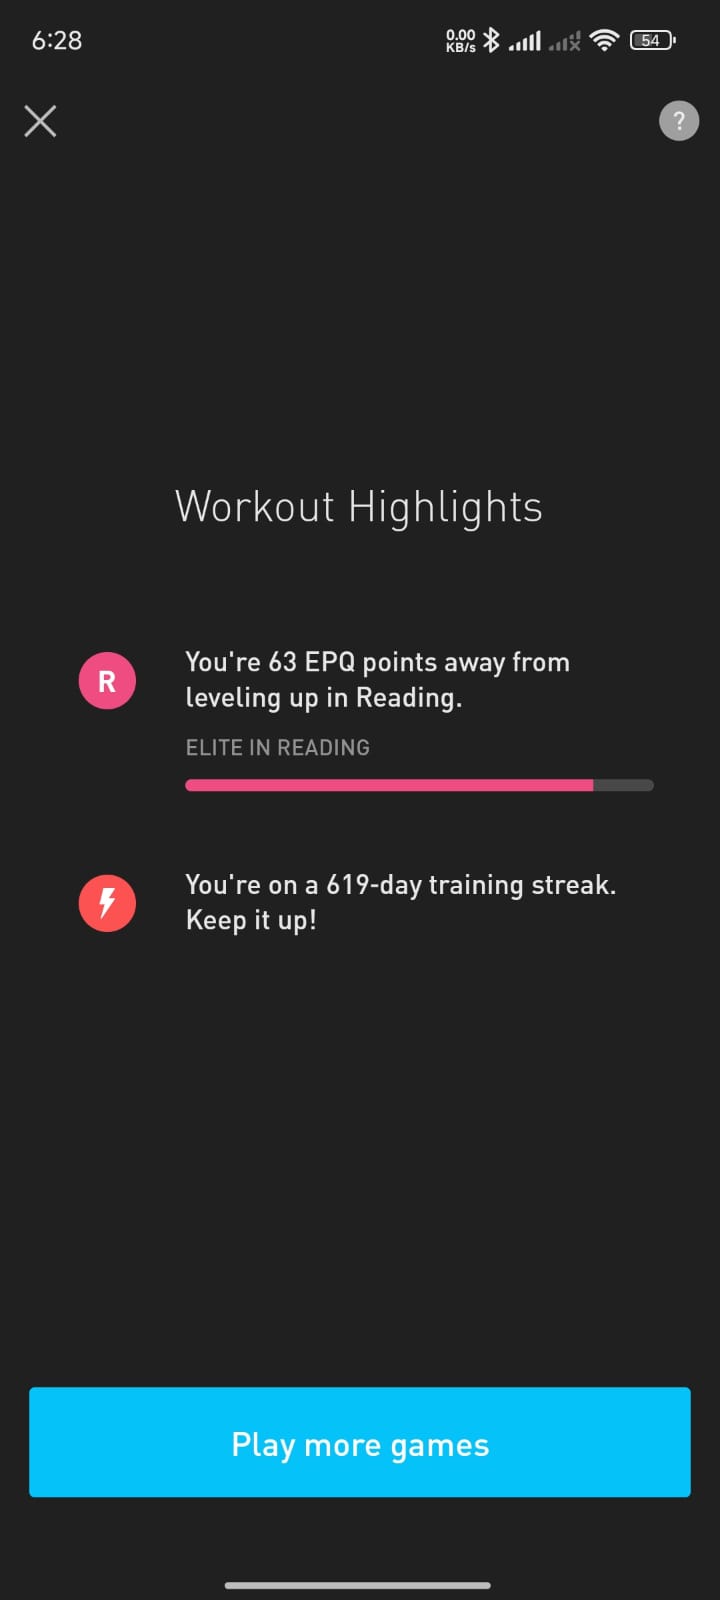 6:28
0.00
KB/s
54
?
Workout Highlights
R
You're 63 EPQ points away from
leveling up in Reading.
ELITE IN READING
You're on a 619-day training streak.
Keep it up!
Play more games